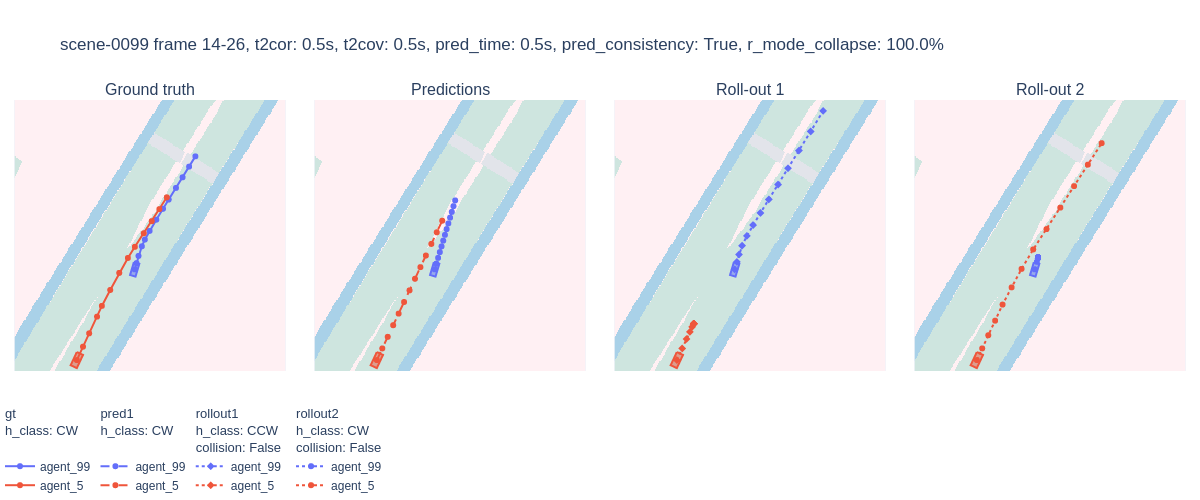 scene-0099 frame 14-26, t2cor: 0.5s, t2cov: 0.5s, pred_time: 0.5s, pred_consistency: True, r_mode_collapse: 100.0%
Ground truth
Predictions
Roll-out 1
Roll-out 2
gt
h_class: CW
agent_99
agent_5
pred1
h_class: CW
agent_99
agent_5
rollout1
h_class: CCW
collision: False
agent_99
agent_5
rollout2
h_class: CW
collision: False
agent_99
agent_5